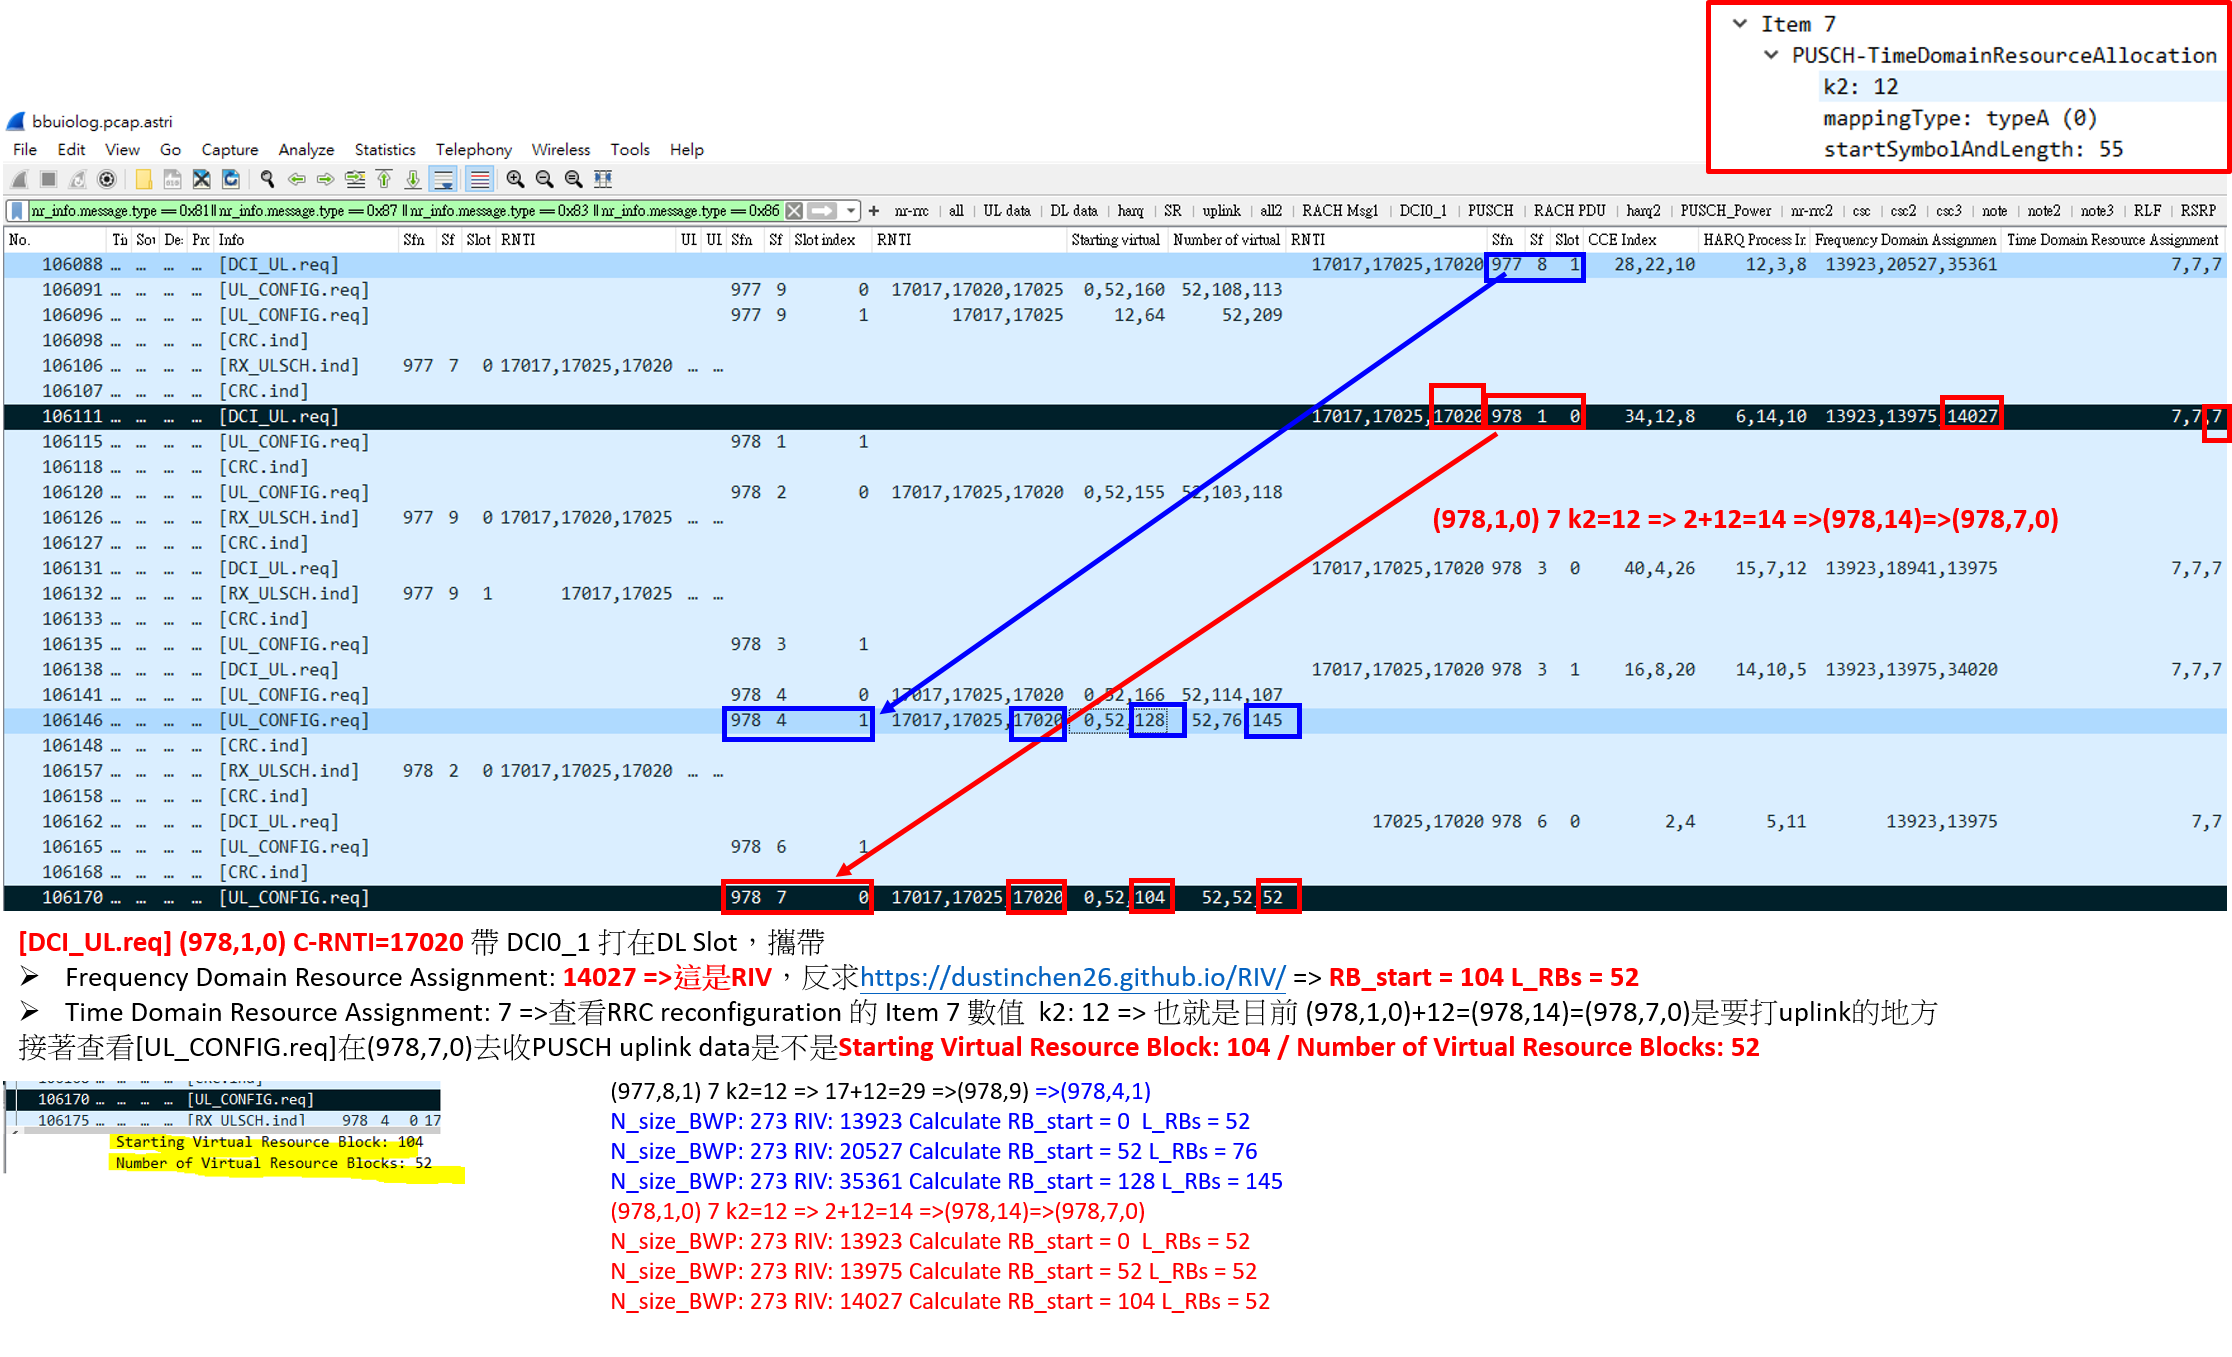 Item 7
PUSCH-TimeDomainResourceAllocation
k2: 12
mappingType: typeA (0)
startSymbolAndLength: 55
bbuiolog.pcap.astri
File Edit View Go Capture Analyze Statistics Telephony Wireless Tools Help
nr_info.message.type == 0x81 || nr_info.message.type == 0x87 || nr_info.message.type == 0x83 || nr_info.message.type == 0x86 + nr-rrc | all | UL data | DL data | harq | SR | uplink | all2 | RACH Msg1 | DCI0_1 | PUSCH | RACH PDU | harq2 | PUSCH_Power | nr-rrc2 | csc | csc2 | csc3 | note | note2 | note3 | RLF | RSRP
No. Info Sfn Sf Slot RNTI UL UL Sfn Sf Slot index RNTI Starting virtual Number of virtual RNTI Sfn Sf Slot CCE Index HARQ Process Ir Frequency Domain Assignmen Time Domain Resource Assignment
106088 … … … … [DCI_UL.req] 17017,17025,17020 977 8 1 28,22,10 12,3,8 13923,20527,35361 7,7,7
106091 … … … … [UL_CONFIG.req] 977 9 0 17017,17020,17025 0,52,160 52,108,113
106096 … … … … [UL_CONFIG.req] 977 9 1 17017,17025 12,64 52,209
106098 … … … … [CRC.ind]
106106 … … … … [RX_ULSCH.ind] 977 7 0 17017,17025,17020 … …
106107 … … … … [CRC.ind]
106111 … … … … [DCI_UL.req] 17017,17025,17020 978 1 0 34,12,8 6,14,10 13923,13975,14027 7,7,7
106115 … … … … [UL_CONFIG.req] 978 1 1
106118 … … … … [CRC.ind]
106120 … … … … [UL_CONFIG.req] 978 2 0 17017,17025,17020 0,52,155 52,103,118
106126 … … … … [RX_ULSCH.ind] 977 9 0 17017,17020,17025 … …
(978,1,0) 7 k2=12 => 2+12=14 =>(978,14)=>(978,7,0)
106127 … … … … [CRC.ind]
106131 … … … … [DCI_UL.req] 17017,17025,17020 978 3 0 40,4,26 15,7,12 13923,18941,13975 7,7,7
106132 … … … … [RX_ULSCH.ind] 977 9 1 17017,17025 … …
106133 … … … … [CRC.ind]
106135 … … … … [UL_CONFIG.req] 978 3 1
106138 … … … … [DCI_UL.req] 17017,17025,17020 978 3 1 16,8,20 14,10,5 13923,13975,34020 7,7,7
106141 … … … … [UL_CONFIG.req] 978 4 0 17017,17025,17020 0,52,166 52,114,107
106146 … … … … [UL_CONFIG.req] 978 4 1 17017,17025,17020 0,52,128 52,76,145
106148 … … … … [CRC.ind]
106157 … … … … [RX_ULSCH.ind] 978 2 0 17017,17025,17020 … …
106158 … … … … [CRC.ind]
106162 … … … … [DCI_UL.req] 17025,17020 978 6 0 2,4 5,11 13923,13975 7,7
106165 … … … … [UL_CONFIG.req] 978 6 1
106168 … … … … [CRC.ind]
106170 … … … … [UL_CONFIG.req] 978 7 0 17017,17025,17020 0,52,104 52,52,52
[DCI_UL.req] (978,1,0) C-RNTI=17020 帶 DCI0_1 打在DL Slot，攜帶
➢ Frequency Domain Resource Assignment: 14027 =>這是RIV，反求https://dustinchen26.github.io/RIV/ => RB_start = 104 L_RBs = 52
➢ Time Domain Resource Assignment: 7 =>查看RRC reconfiguration 的 Item 7 數值 k2: 12 => 也就是目前 (978,1,0)+12=(978,14)=(978,7,0)是要打uplink的地方
接著查看[UL_CONFIG.req]在(978,7,0)去收PUSCH uplink data是不是Starting Virtual Resource Block: 104 / Number of Virtual Resource Blocks: 52
106170 … … … … [UL_CONFIG.req]
106175 … … … … [RX ULSCH.ind] 978 4 0 17
Starting Virtual Resource Block: 104
Number of Virtual Resource Blocks: 52
(977,8,1) 7 k2=12 => 17+12=29 =>(978,9) =>(978,4,1)
N_size_BWP: 273 RIV: 13923 Calculate RB_start = 0 L_RBs = 52
N_size_BWP: 273 RIV: 20527 Calculate RB_start = 52 L_RBs = 76
N_size_BWP: 273 RIV: 35361 Calculate RB_start = 128 L_RBs = 145
(978,1,0) 7 k2=12 => 2+12=14 =>(978,14)=>(978,7,0)
N_size_BWP: 273 RIV: 13923 Calculate RB_start = 0 L_RBs = 52
N_size_BWP: 273 RIV: 13975 Calculate RB_start = 52 L_RBs = 52
N_size_BWP: 273 RIV: 14027 Calculate RB_start = 104 L_RBs = 52